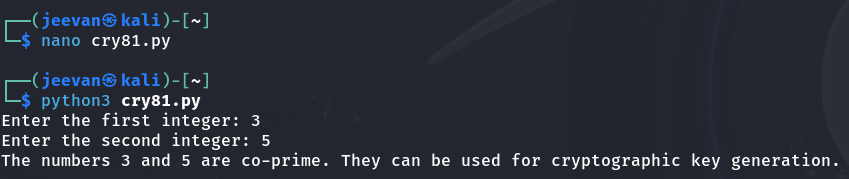 ┌──(jeevan㉿kali)-[~]
└─$ nano cry81.py
┌──(jeevan㉿kali)-[~]
└─$ python3 cry81.py
Enter the first integer: 3
Enter the second integer: 5
The numbers 3 and 5 are co-prime. They can be used for cryptographic key generation.